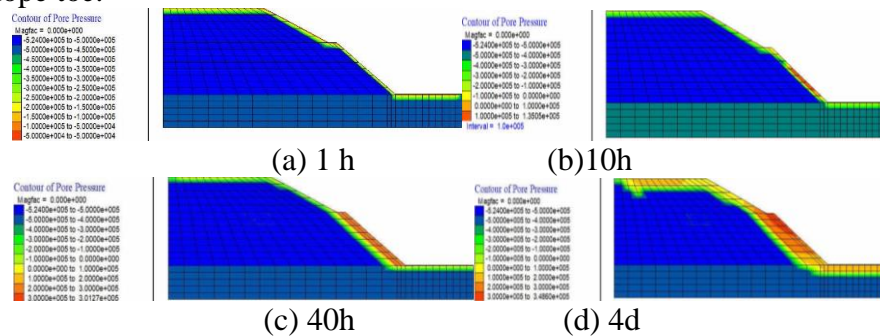 ope toe.
Contour of Pore Pressure
Magfac = 0.000e+000
-5.2400e+005 to -5.0000e+005
-5.0000e+005 to -4.5000e+005
-4.5000e+005 to -4.0000e+005
-4.0000e+005 to -3.5000e+005
-3.5000e+005 to -3.0000e+005
-3.0000e+005 to -2.5000e+005
-2.5000e+005 to -2.0000e+005
-2.0000e+005 to -1.5000e+005
-1.5000e+005 to -1.0000e+005
-1.0000e+005 to -5.0000e+004
-5.0000e+004 to -5.0000e+004
Contour of Pore Pressure
Magfac = 0.000e+000
-5.2400e+005 to -5.0000e+005
-5.0000e+005 to -4.0000e+005
-4.0000e+005 to -3.0000e+005
-3.0000e+005 to -2.0000e+005
-2.0000e+005 to -1.0000e+005
-1.0000e+005 to 0.0000e+000
0.0000e+000 to 1.0000e+005
1.0000e+005 to 1.3505e+005
Interval = 1.0e+005
(a) 1 h
(b)10h
Contour of Pore Pressure
Magfac = 0.000e+000
-5.2400e+005 to -5.0000e+005
-5.0000e+005 to -4.0000e+005
-4.0000e+005 to -3.0000e+005
-3.0000e+005 to -2.0000e+005
-2.0000e+005 to -1.0000e+005
-1.0000e+005 to 0.0000e+000
0.0000e+000 to 1.0000e+005
1.0000e+005 to 2.0000e+005
2.0000e+005 to 3.0000e+005
3.0000e+005 to 3.0127e+005
Contour of Pore Pressure
Magfac = 0.000e+000
-5.2400e+005 to -5.0000e+005
-5.0000e+005 to -4.0000e+005
-4.0000e+005 to -3.0000e+005
-3.0000e+005 to -2.0000e+005
-2.0000e+005 to -1.0000e+005
-1.0000e+005 to 0.0000e+000
0.0000e+000 to 1.0000e+005
1.0000e+005 to 2.0000e+005
2.0000e+005 to 3.0000e+005
3.0000e+005 to 3.4860e+005
(c) 40h
(d) 4d